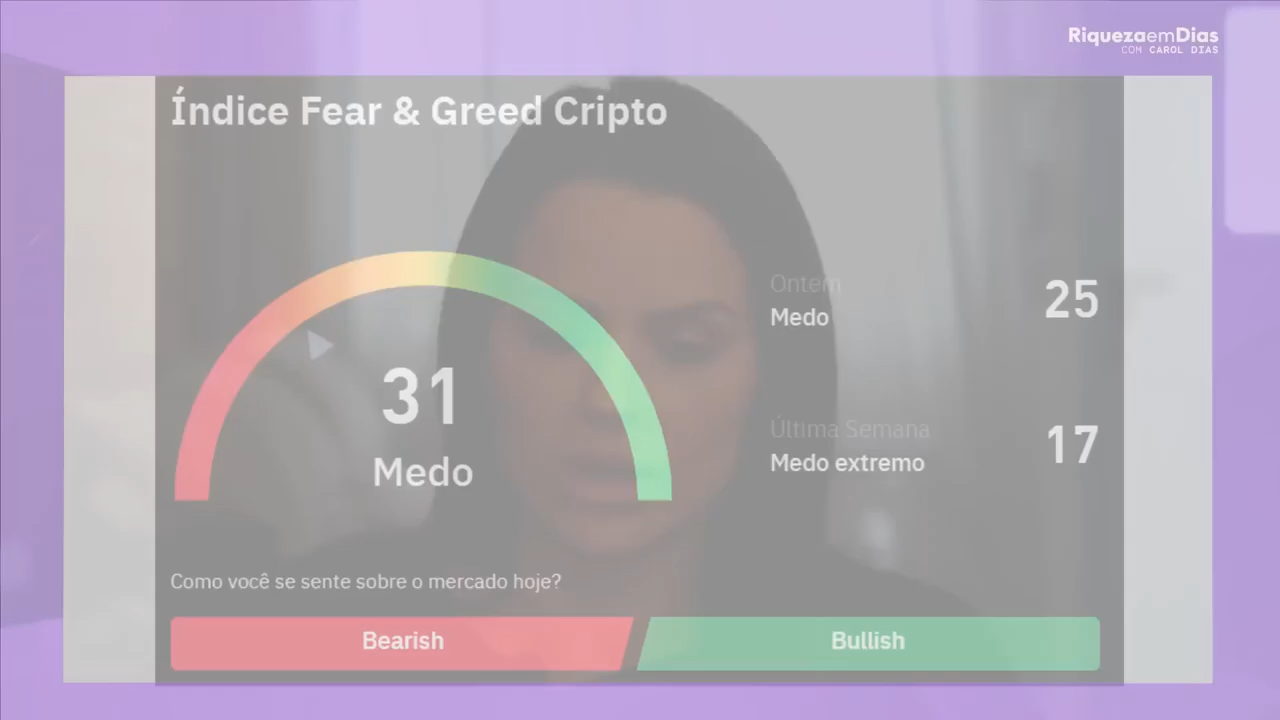 RiquezaemDias
COM CAROL DIAS
Índice Fear & Greed Cripto
31
Medo
Ontem
Medo
25
Última Semana
Medo extremo
17
Como você se sente sobre o mercado hoje?
Bearish
Bullish